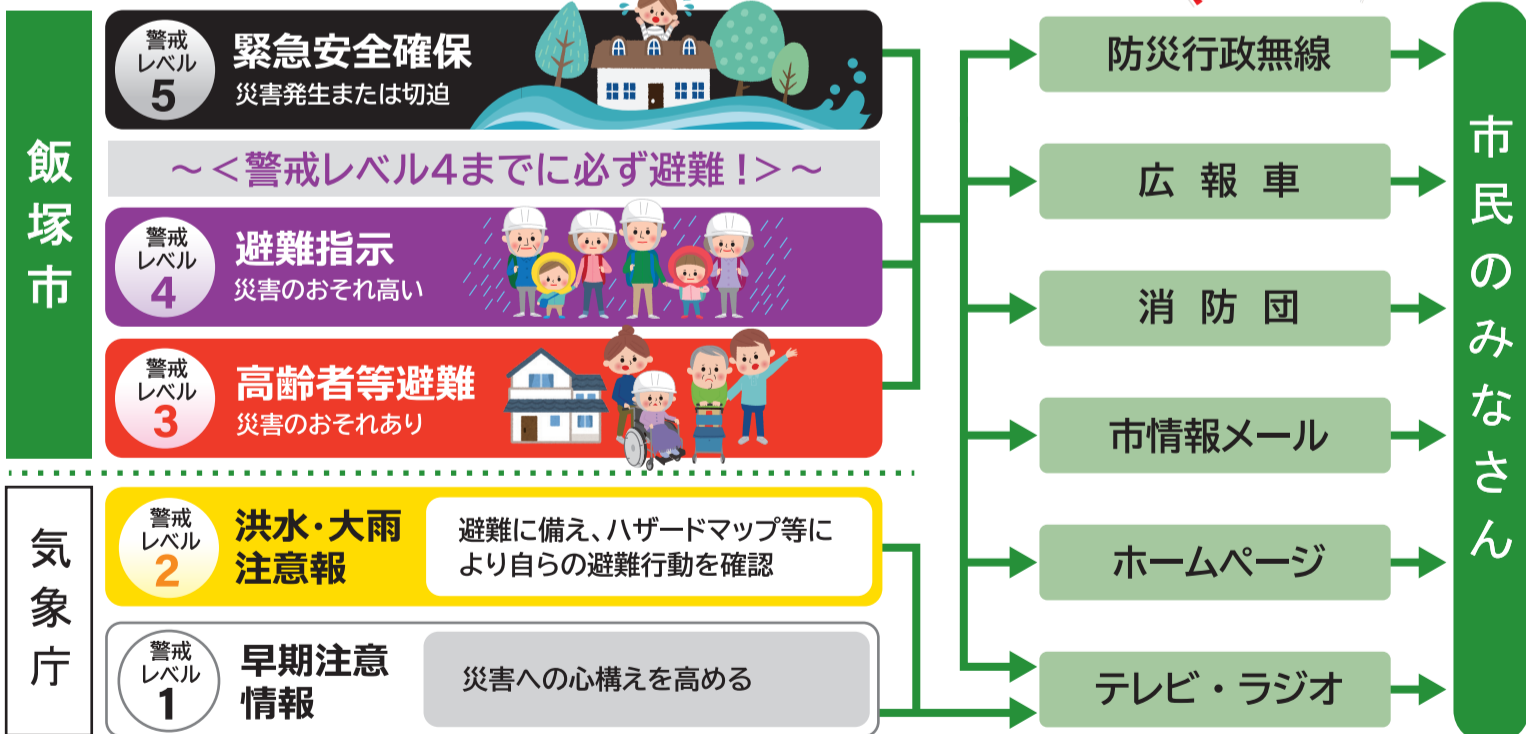 飯塚市
警戒
レベル
5
緊急安全確保
災害発生または切迫
～＜警戒レベル4までに必ず避難！＞～
警戒
レベル
4
避難指示
災害のおそれ高い
警戒
レベル
3
高齢者等避難
災害のおそれあり
気象庁
警戒
レベル
2
洪水・大雨
注意報
避難に備え、ハザードマップ等に
より自らの避難行動を確認
警戒
レベル
1
早期注意
情報
災害への心構えを高める
防災行政無線
広報車
消防団
市情報メール
ホームページ
テレビ・ラジオ
市民のみなさん